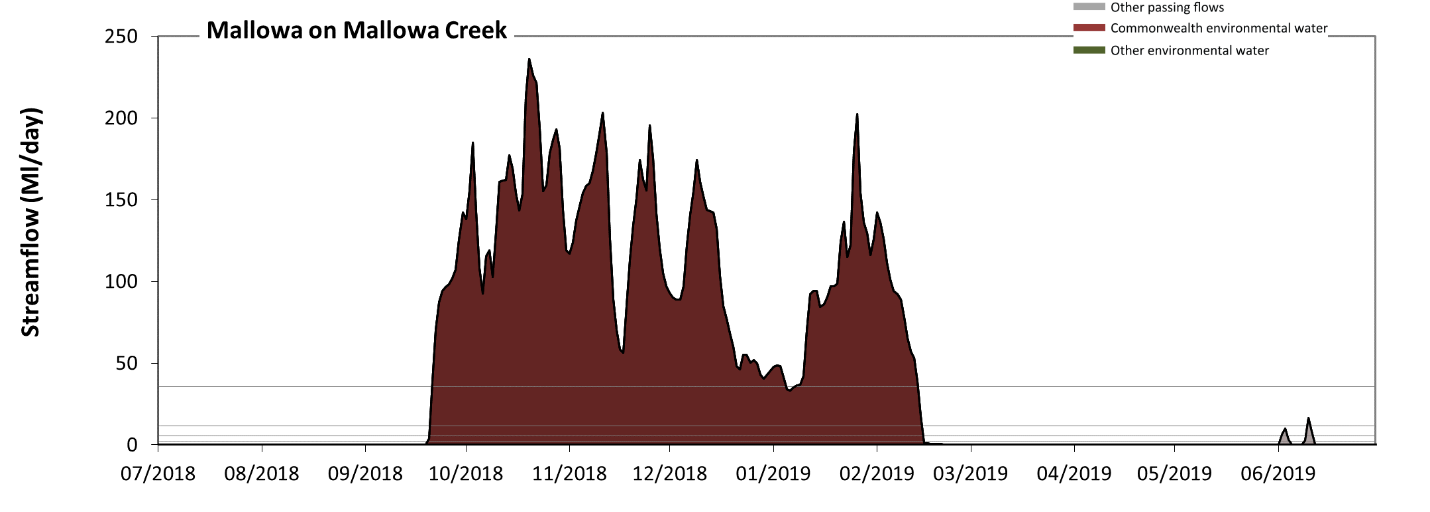 Other passing flows
Mallowa on Mallowa Creek
Commonwealth environmental water
Other environmental water
Streamflow (Ml/day)
250
200
150
100
50
0
07/2018 08/2018 09/2018 10/2018 11/2018 12/2018 01/2019 02/2019 03/2019 04/2019 05/2019 06/2019